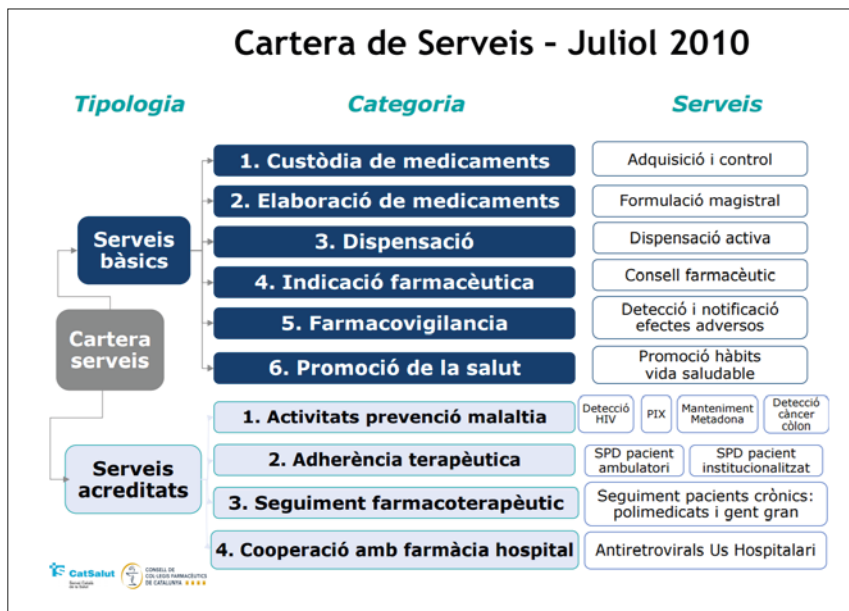 Cartera de Serveis – Juliol 2010
Tipologia
Categoria
Serveis
Cartera
serveis
Serveis
bàsics
1. Custòdia de medicaments
Adquisició i control
2. Elaboració de medicaments
Formulació magistral
3. Dispensació
Dispensació activa
4. Indicació farmacèutica
Consell farmacèutic
5. Farmacovigilancia
Detecció i notificació
efectes adversos
6. Promoció de la salut
Promoció hàbits
vida saludable
Serveis
acreditats
1. Activitats prevenció malaltia
Detecció
HIV
PIX
Manteniment
Metadona
Detecció
càncer
còlon
2. Adherència terapèutica
SPD pacient
ambulatori
SPD pacient
institucionalitzat
3. Seguiment farmacoterapèutic
Seguiment pacients crònics:
polimedicats i gent gran
4. Cooperació amb farmàcia hospital
Antiretrovirals Us Hospitalari
CatSalut
Servei Català
de la Salut
CONSELL DE
COL·LEGIS FARMACÈUTICS
DE CATALUNYA